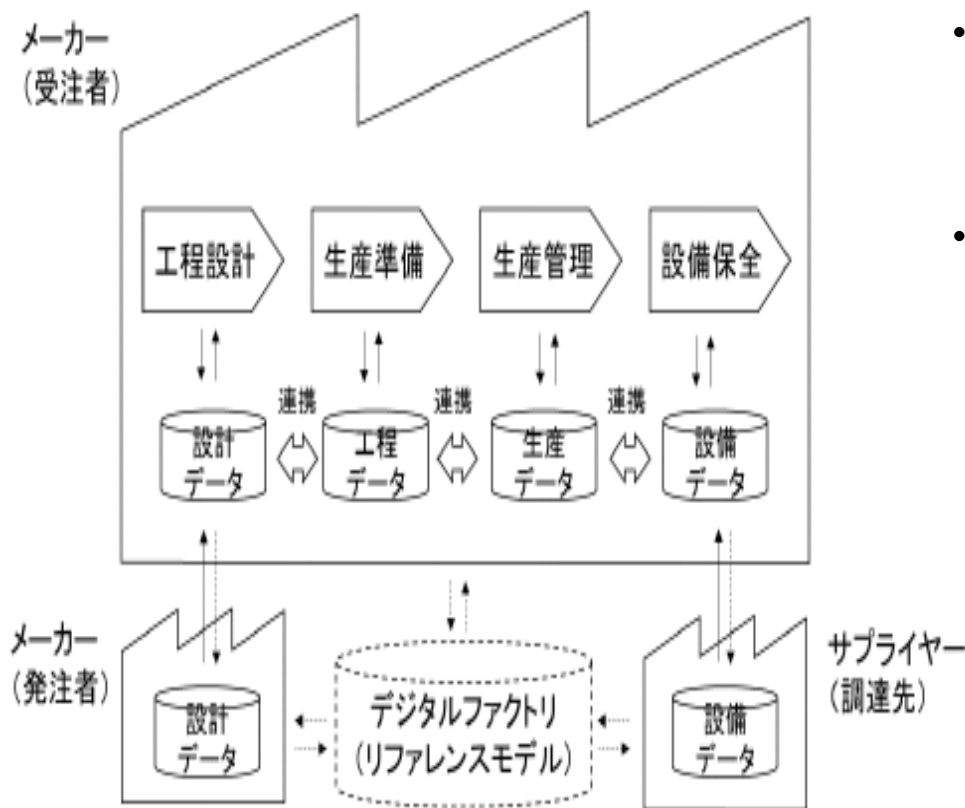 メーカー
（受注者）
工程設計
生産準備
生産管理
設備保全
連携
連携
連携
設計
データ
工程
データ
生産
データ
設備
データ
メーカー
（発注者）
設計
データ
デジタルファクトリ
（リファレンスモデル）
設備
データ
サプライヤー
（調達先）